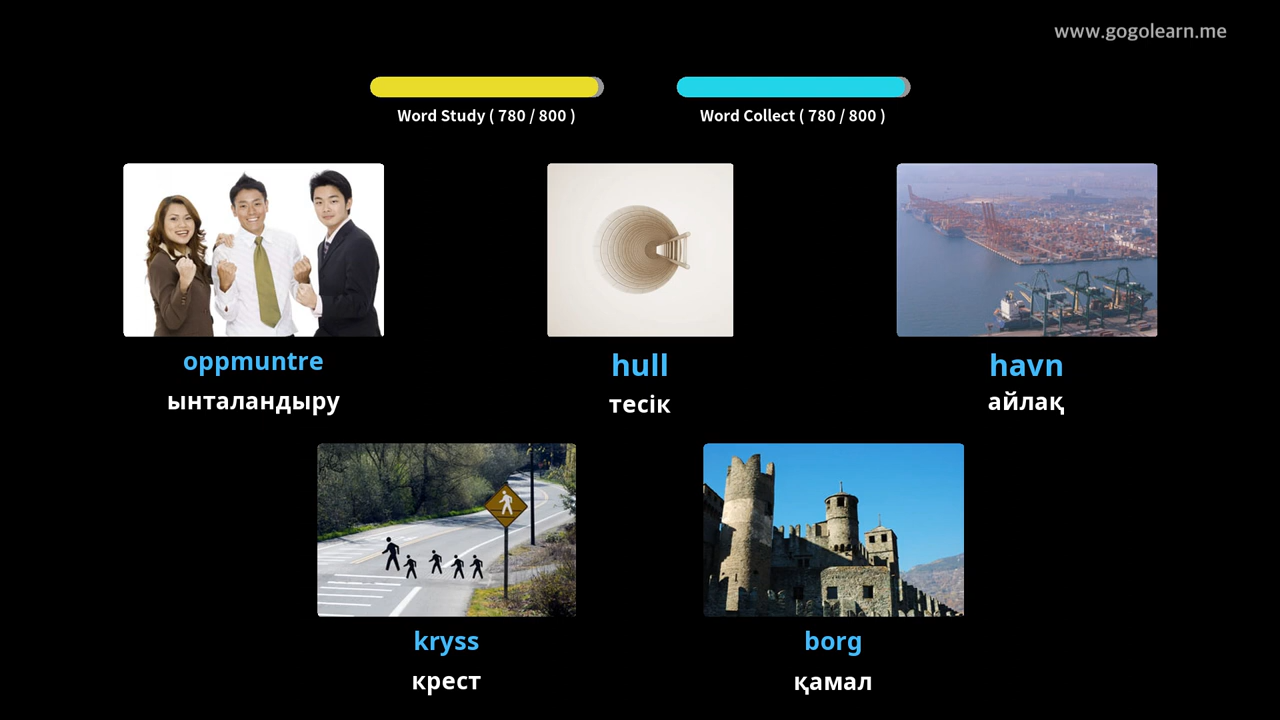 www.gogolearn.me
Word Study ( 780 / 800 )
Word Collect ( 780 / 800 )
oppmuntre
ынталандыру
hull
тесік
havn
айлақ
kryss
крест
borg
қамал